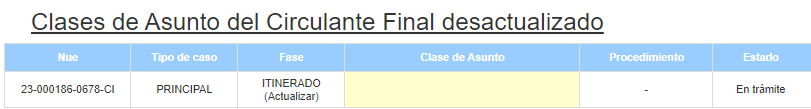 Clases de Asunto del Circulante Final desactualizado
Nue Tipo de caso Fase Clase de Asunto Procedimiento Estado
23-000186-0678-CI PRINCIPAL ITINERADO (Actualizar) - En trámite